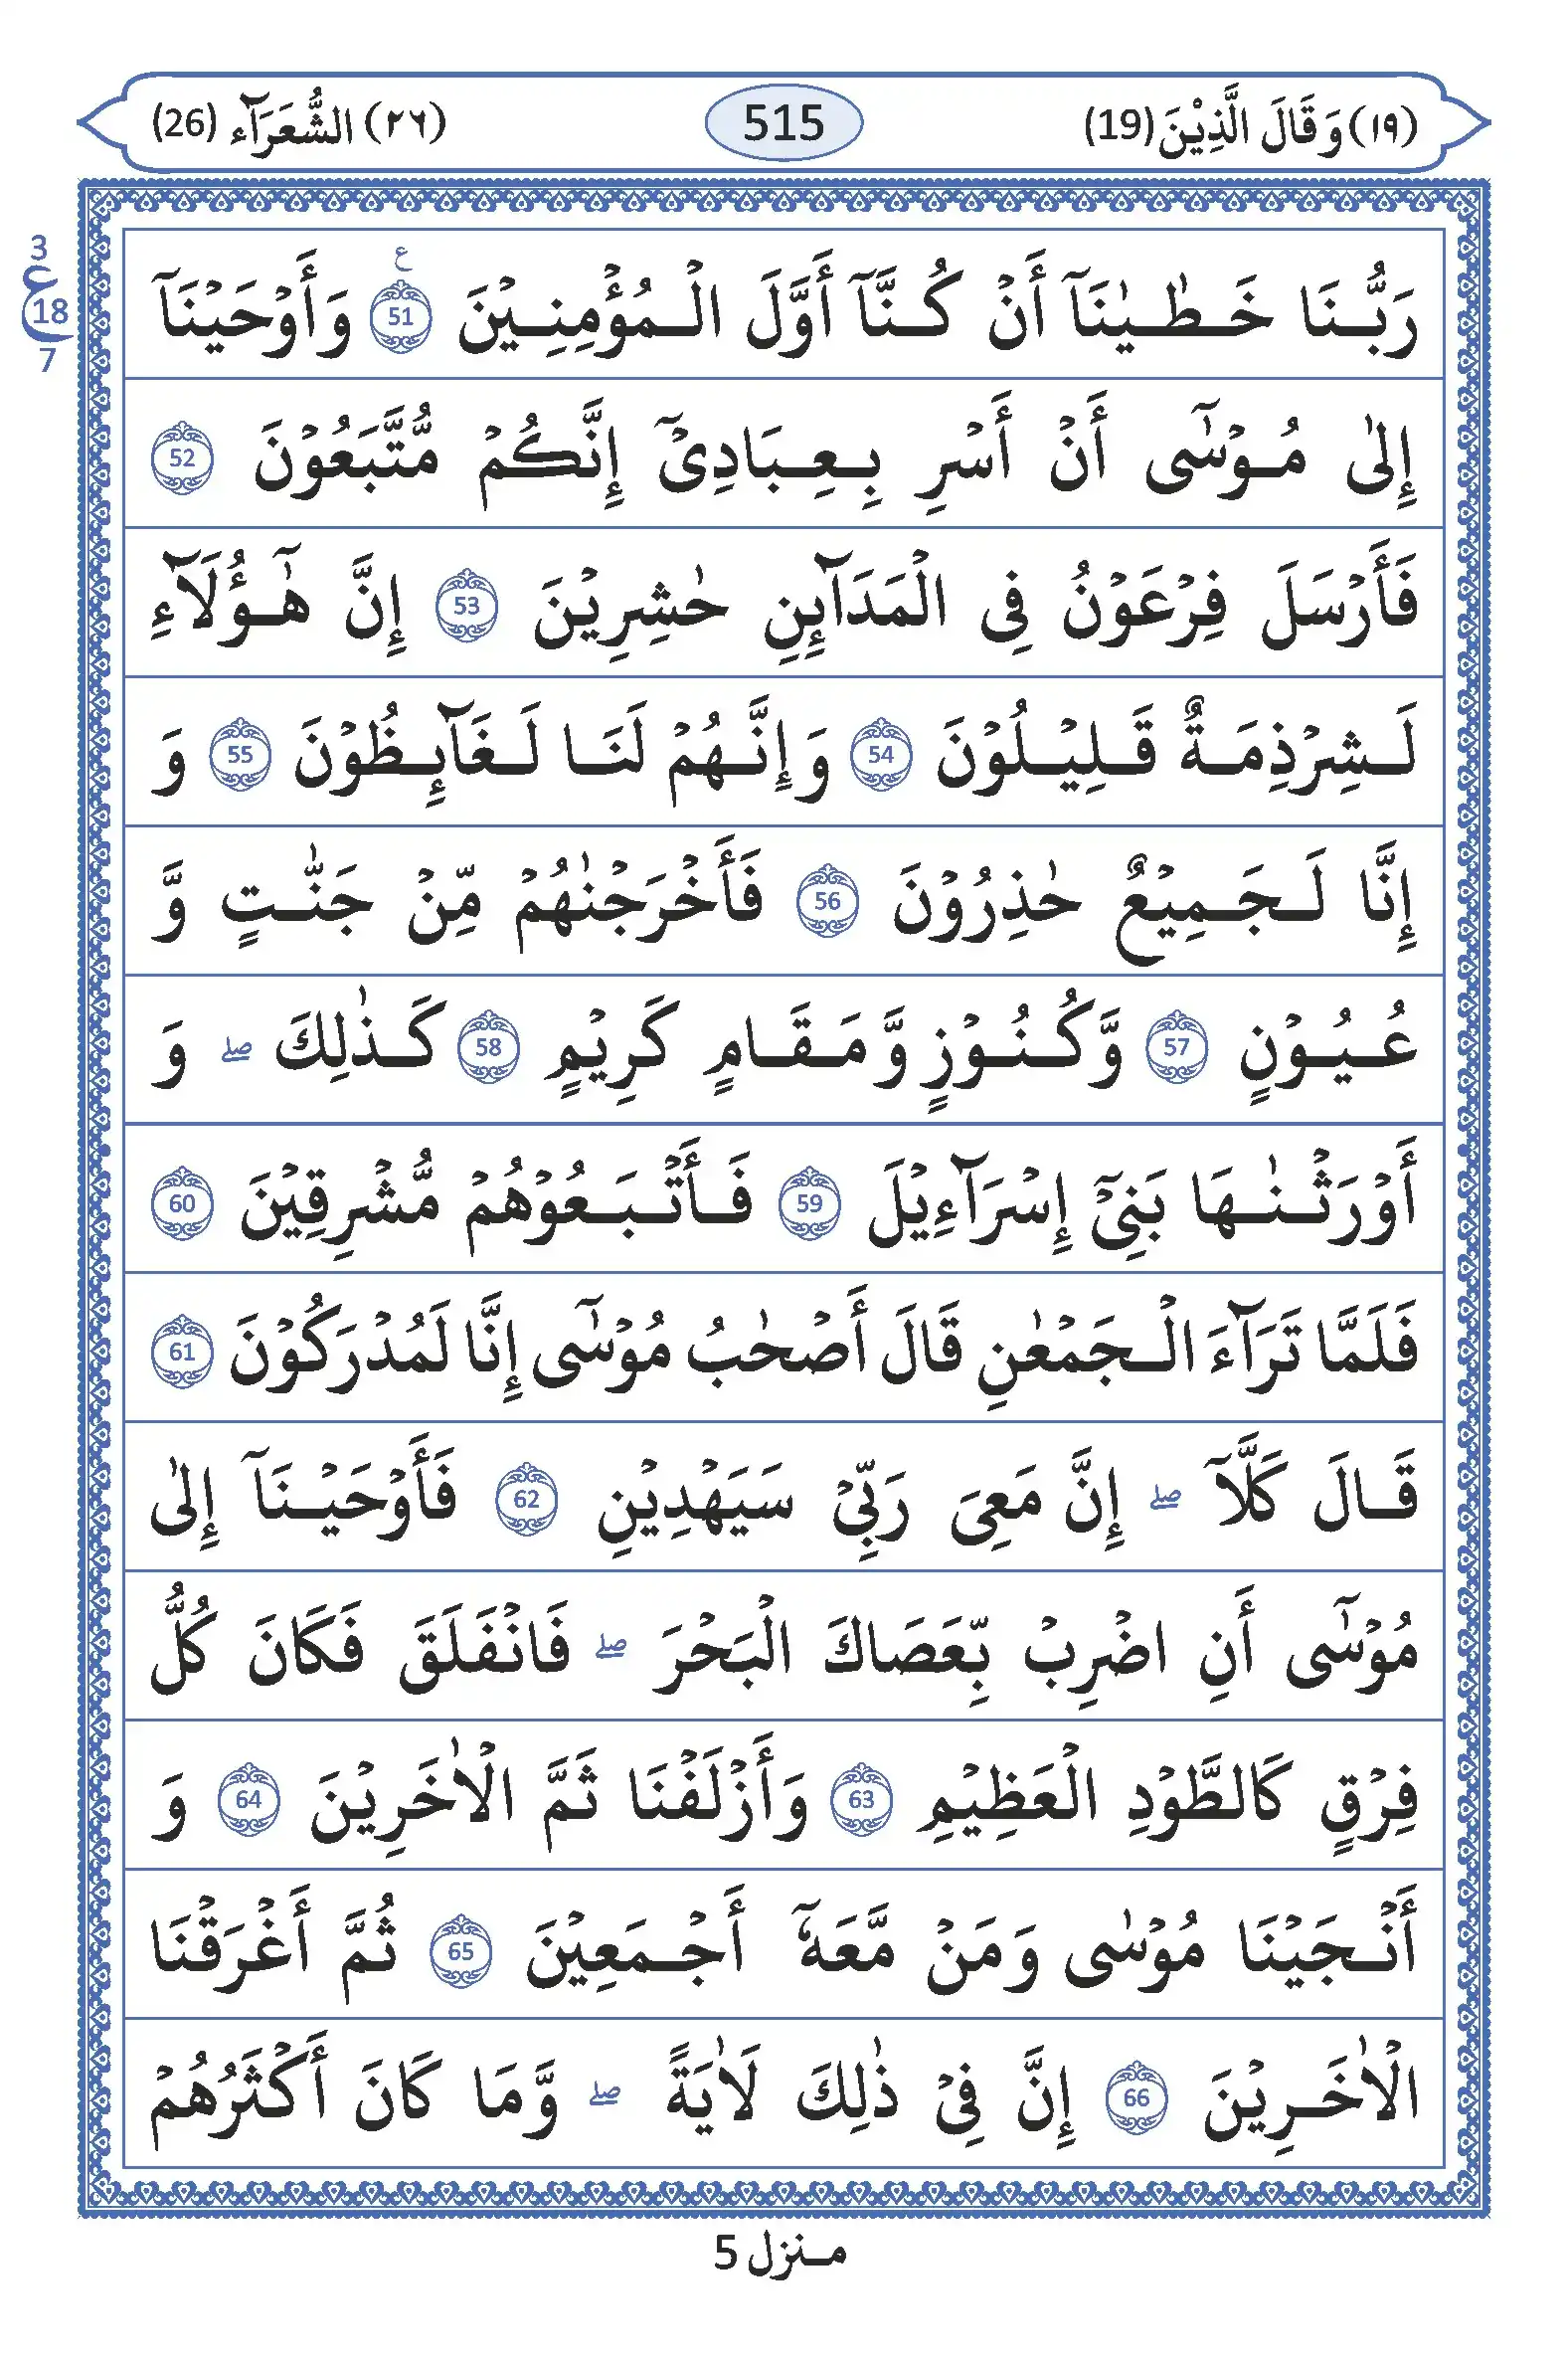 (١٩) وَقَالَ الَّذِيْنَ (19) 515 (٢٦) الشُّعَرَآء (26)
3
ع
18
7
رَبُّنَا خَطٰيٰنَآ أَنْ كُنَّآ أَوَّلَ الْمُؤْمِنِيْنَ 51 ع وَأَوْحَيْنَآ
إِلٰى مُوْسٰٓى أَنْ أَسْرِ بِعِبَادِىْٓ إِنَّكُمْ مُّتَّبَعُوْنَ 52
فَأَرْسَلَ فِرْعَوْنُ فِى الْمَدَآئِنِ حٰشِرِيْنَ 53 إِنَّ هٰٓؤُلَآءِ
لَشِرْذِمَةٌ قَلِيْلُوْنَ 54 وَإِنَّهُمْ لَنَا لَغَآئِظُوْنَ 55 وَ
إِنَّا لَجَمِيْعٌ حٰذِرُوْنَ 56 فَأَخْرَجْنٰهُمْ مِّنْ جَنّٰتٍ وَّ
عُيُوْنٍ 57 وَّكُنُوْزٍ وَّمَقَامٍ كَرِيْمٍ 58 كَذٰلِكَ ۖ وَ
أَوْرَثْنٰهَا بَنِىْٓ إِسْرَآءِيْلَ 59 فَأَتْبَعُوْهُمْ مُّشْرِقِيْنَ 60
فَلَمَّا تَرَآءَ الْجَمْعٰنِ قَالَ أَصْحٰبُ مُوْسٰٓى إِنَّا لَمُدْرَكُوْنَ 61
قَالَ كَلَّآ ۖ إِنَّ مَعِىَ رَبِّىْ سَيَهْدِيْنِ 62 فَأَوْحَيْنَآ إِلٰى
مُوْسٰٓى أَنِ اضْرِبْ بِّعَصَاكَ الْبَحْرَ ۖ فَانْفَلَقَ فَكَانَ كُلُّ
فِرْقٍ كَالطَّوْدِ الْعَظِيْمِ 63 وَأَزْلَفْنَا ثَمَّ الْاٰخَرِيْنَ 64 وَ
أَنْجَيْنَا مُوْسٰى وَمَنْ مَّعَهٗٓ أَجْمَعِيْنَ 65 ثُمَّ أَغْرَقْنَا
الْاٰخَرِيْنَ 66 إِنَّ فِىْ ذٰلِكَ لَاٰيَةً ۖ وَّمَا كَانَ أَكْثَرُهُمْ
منزل 5